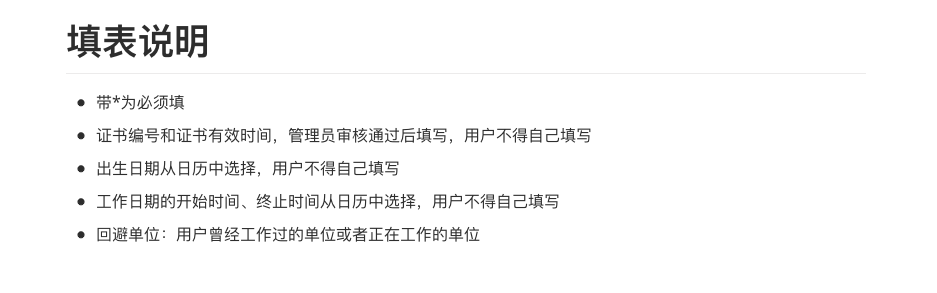 填表说明
带*为必须填
证书编号和证书有效时间，管理员审核通过后填写，用户不得自己填写
出生日期从日历中选择，用户不得自己填写
工作日期的开始时间、终止时间从日历中选择，用户不得自己填写
回避单位：用户曾经工作过的单位或者正在工作的单位